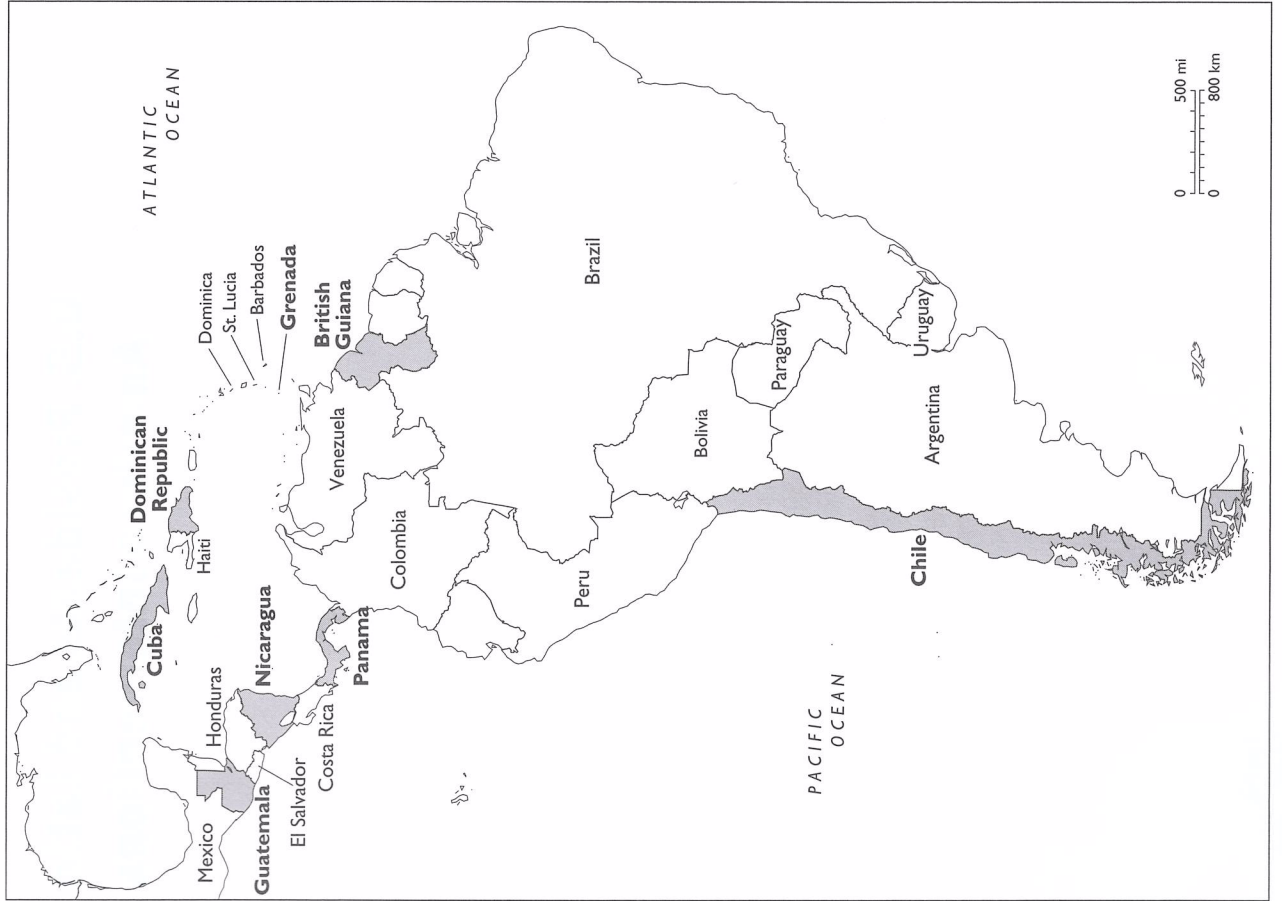 ATLANTIC
OCEAN
Dominica
St. Lucia
Barbados
Grenada
British
Guiana
Dominican
Republic
Haiti
Cuba
Honduras
Nicaragua
Panama
Costa Rica
El Salvador
Guatemala
Mexico
Venezuela
Colombia
Peru
Brazil
Bolivia
Paraguay
Uruguay
Argentina
Chile
PACIFIC
OCEAN
0 500 mi
0 800 km